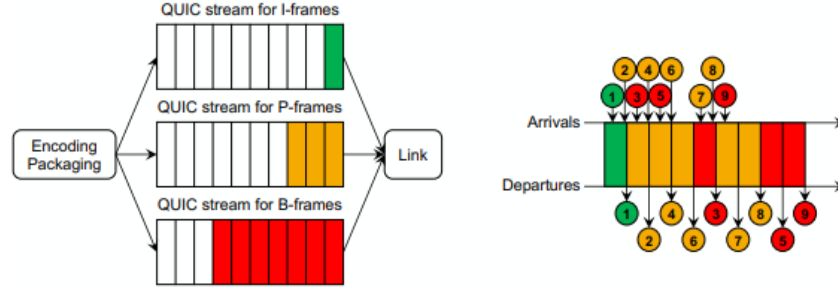 QUIC stream for I-frames
Encoding
Packaging
QUIC stream for P-frames
Link
QUIC stream for B-frames
2 4 6 8
1 3 5 7 9
Arrivals
Departures
1 4 3 8 9
2 6 7 5